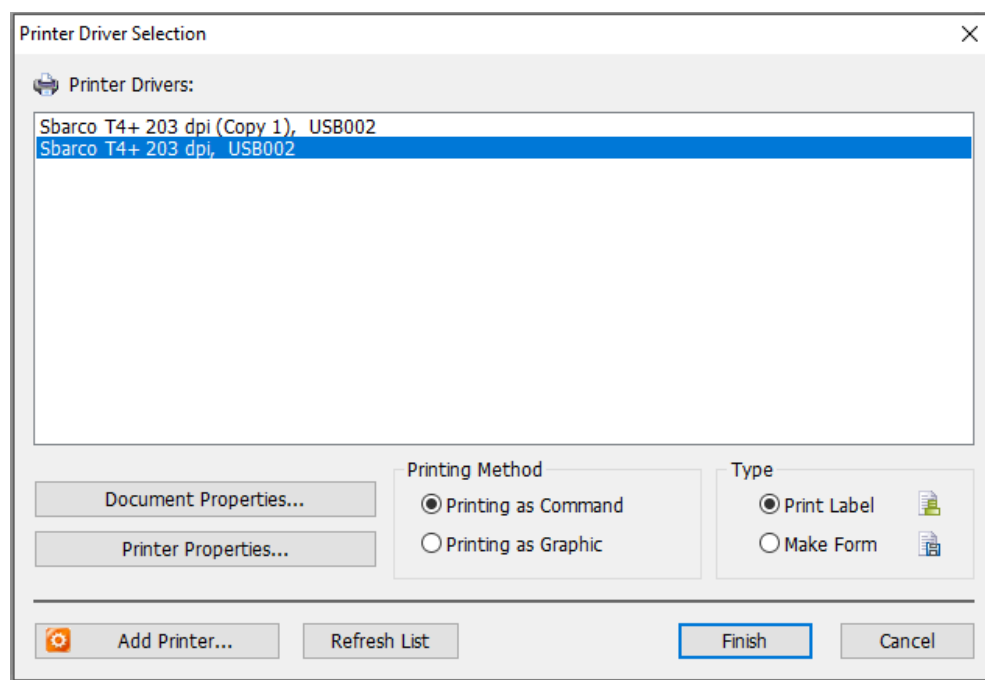 Printer Driver Selection
Printer Drivers:
Sbarco T4+ 203 dpi (Copy 1),  USB002
Sbarco T4+ 203 dpi,  USB002
Document Properties...
Printer Properties...
Printing Method
Printing as Command
Printing as Graphic
Type
Print Label
Make Form
Add Printer...
Refresh List
Finish
Cancel